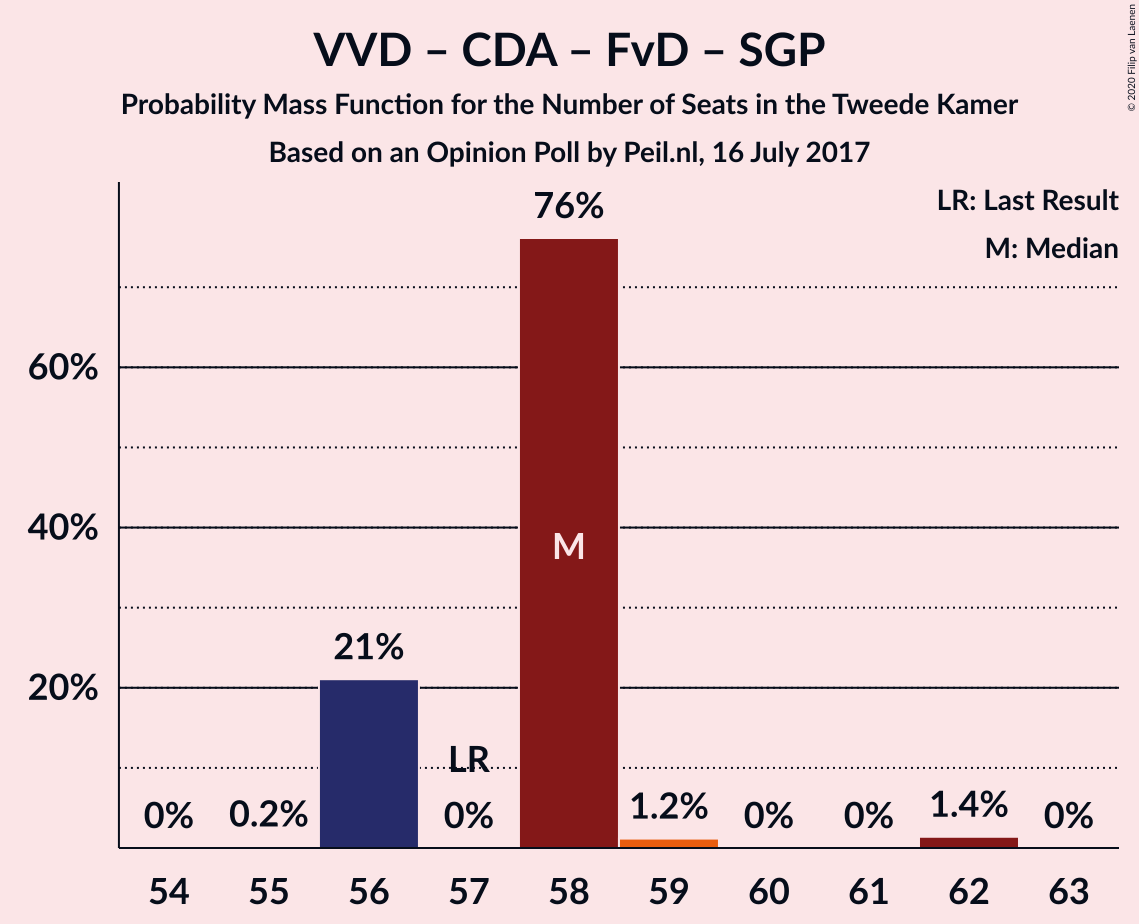 VVD – CDA – FvD – SGP
Probability Mass Function for the Number of Seats in the Tweede Kamer
Based on an Opinion Poll by Peil.nl, 16 July 2017
© 2020 Filip van Laenen
LR: Last Result
M: Median
76%
60%
40%
M
21%
20%
LR
0%
0.2%
0%
1.2%
0%
0%
1.4%
0%
54 55 56 57 58 59 60 61 62 63